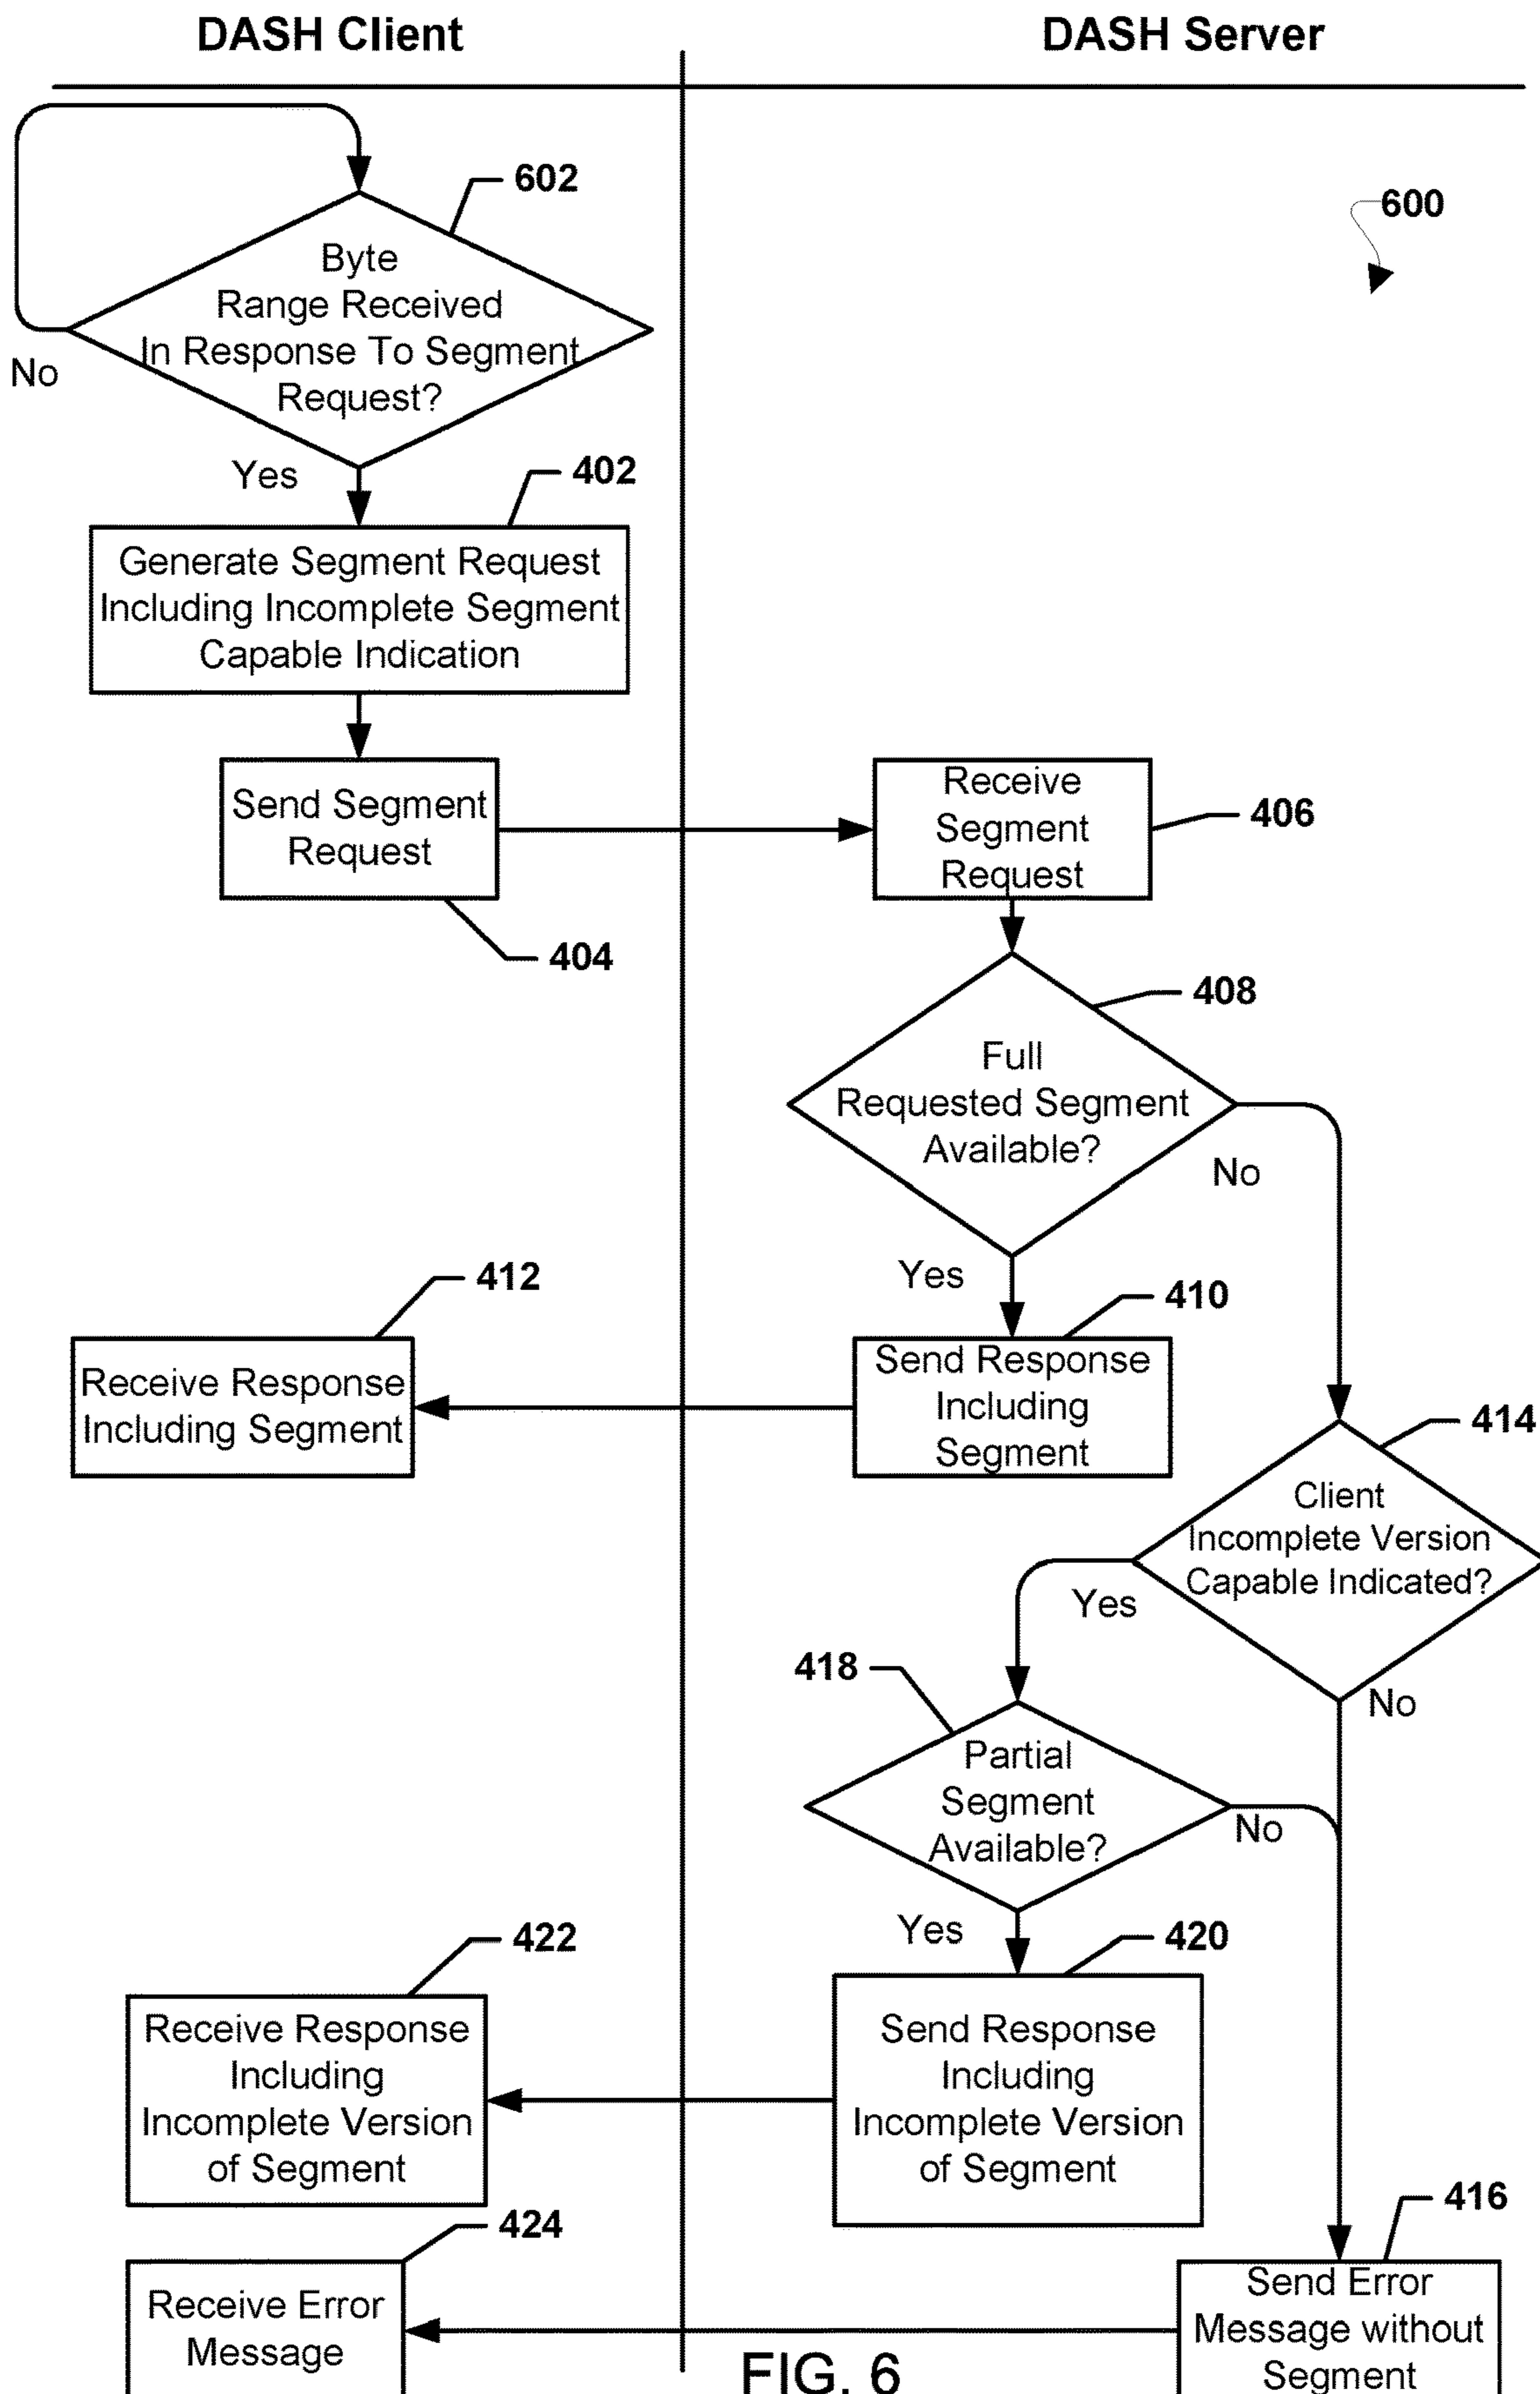 DASH Client
DASH Server
602
600
Byte
Range Received
In Response To Segment
Request?
No
Yes
402
Generate Segment Request
Including Incomplete Segment
Capable Indication
Send Segment
Request
404
Receive
Segment
Request
406
408
Full
Requested Segment
Available?
No
Yes
412
410
Receive Response
Including Segment
Send Response
Including
Segment
414
Client
Incomplete Version
Capable Indicated?
Yes
No
418
Partial
Segment
Available?
No
Yes
422
420
Receive Response
Including
Incomplete Version
of Segment
Send Response
Including
Incomplete Version
of Segment
424
416
Receive Error
Message
Send Error
Message without
Segment
FIG. 6